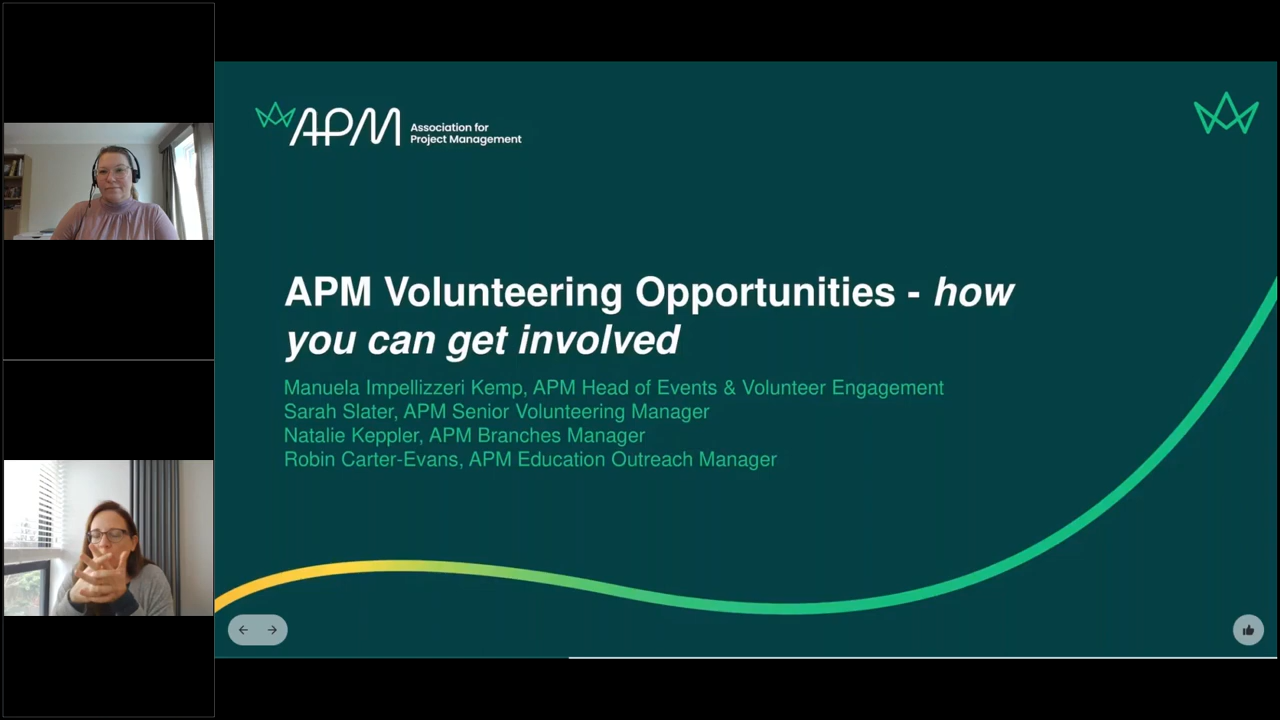 APM Association for
Project Management
APM Volunteering Opportunities - how
you can get involved
Manuela Impellizzeri Kemp, APM Head of Events & Volunteer Engagement
Sarah Slater, APM Senior Volunteering Manager
Natalie Keppler, APM Branches Manager
Robin Carter-Evans, APM Education Outreach Manager